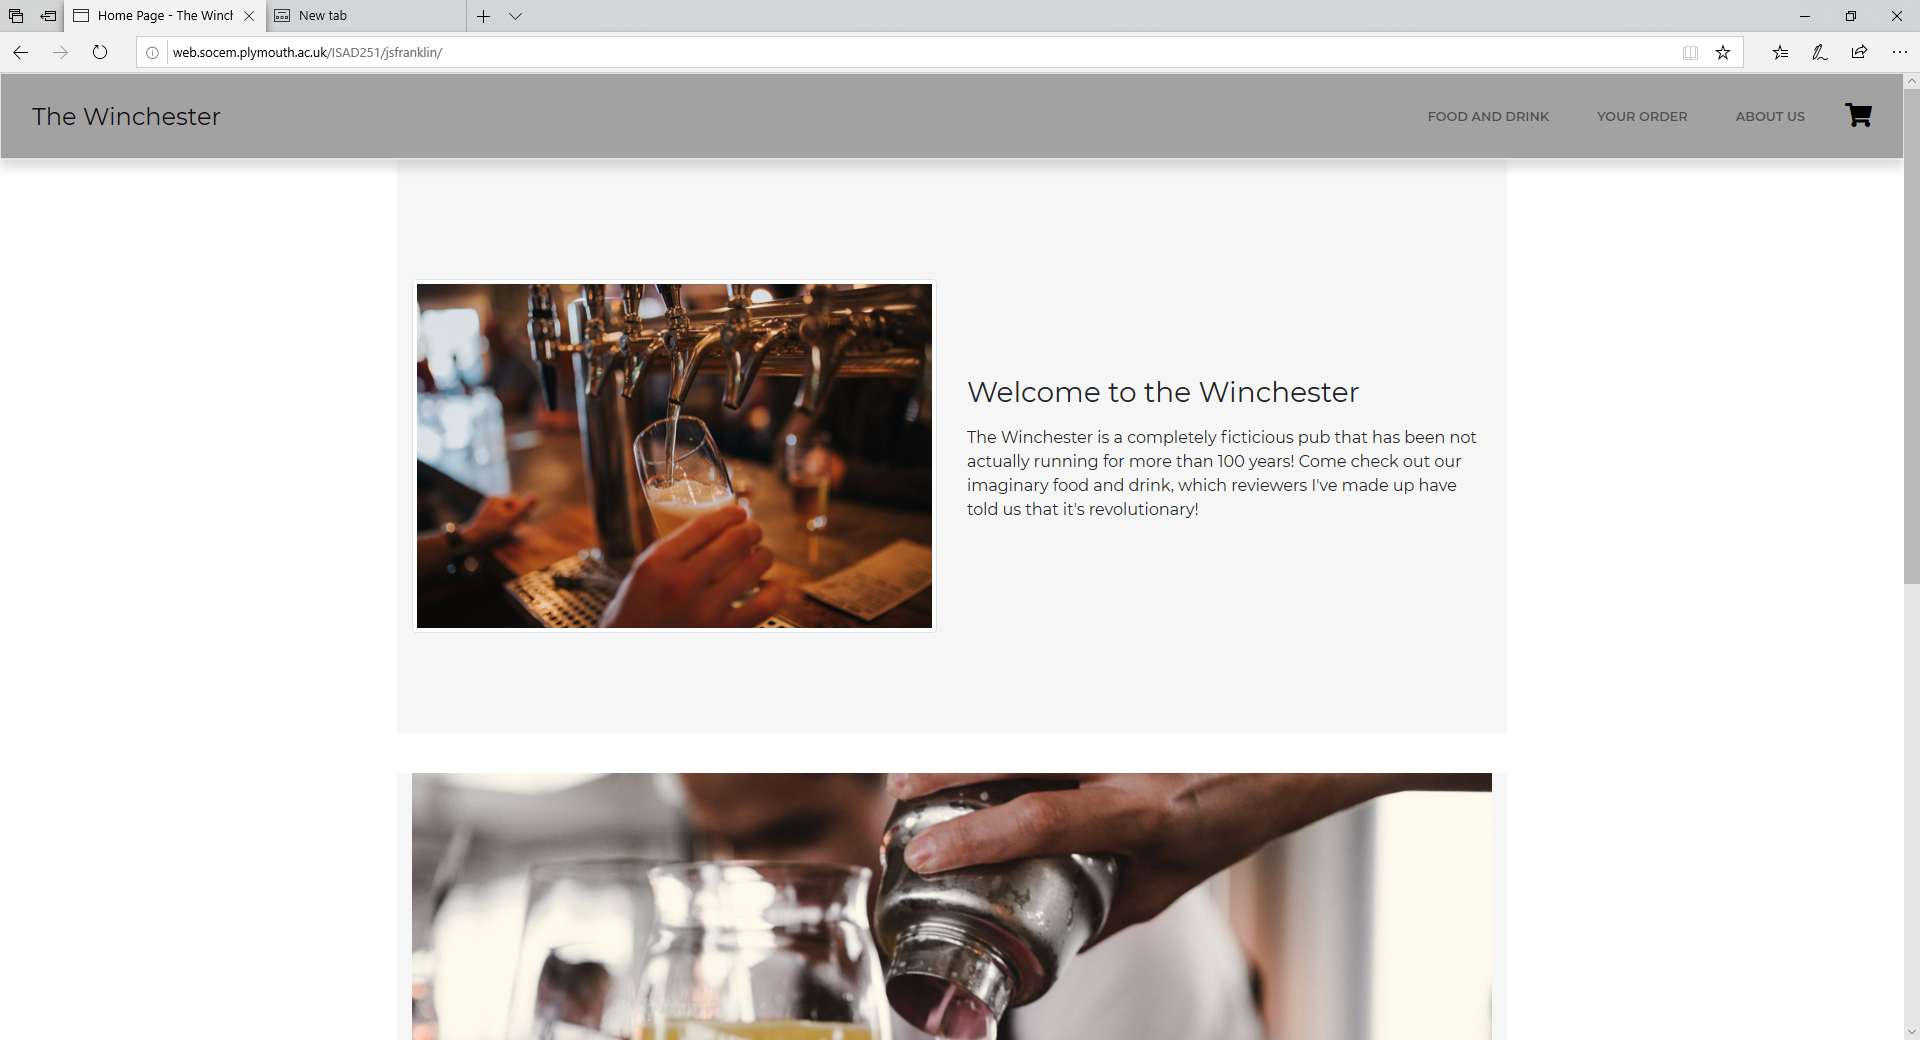 Home Page - The Winch
New tab
web.socem.plymouth.ac.uk/ISAD251/jsfranklin/
The Winchester
FOOD AND DRINK
YOUR ORDER
ABOUT US
Welcome to the Winchester
The Winchester is a completely ficticious pub that has been not
actually running for more than 100 years! Come check out our
imaginary food and drink, which reviewers I've made up have
told us that it's revolutionary!